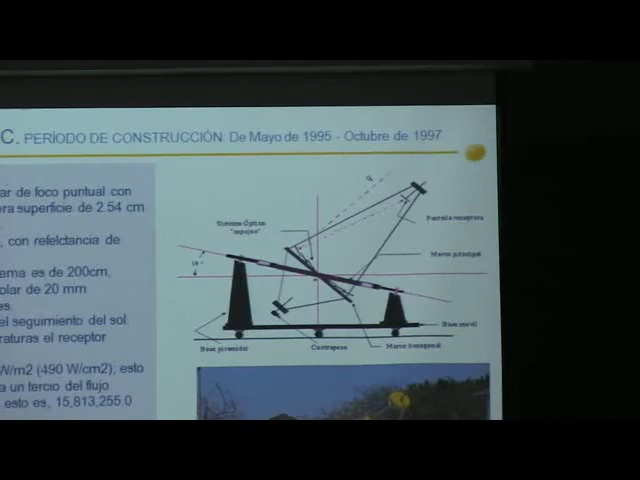 C. PERÍODO DE CONSTRUCCIÓN: De Mayo de 1995 - Octubre de 1997
ar de foco puntual con
era superficie de 2.54 cm
, con refelctancia de
ema es de 200cm,
olar de 20 mm
es.
el seguimiento del sol.
raturas el receptor
W/m2 (490 W/cm2); esto
a un tercio del flujo
esto es, 15,813,255.0
Sistema Óptico
"espejos"
Pantalla receptora
Marco principal
Base movil
Base piramidal
Contrapeso
Marco hexagonal